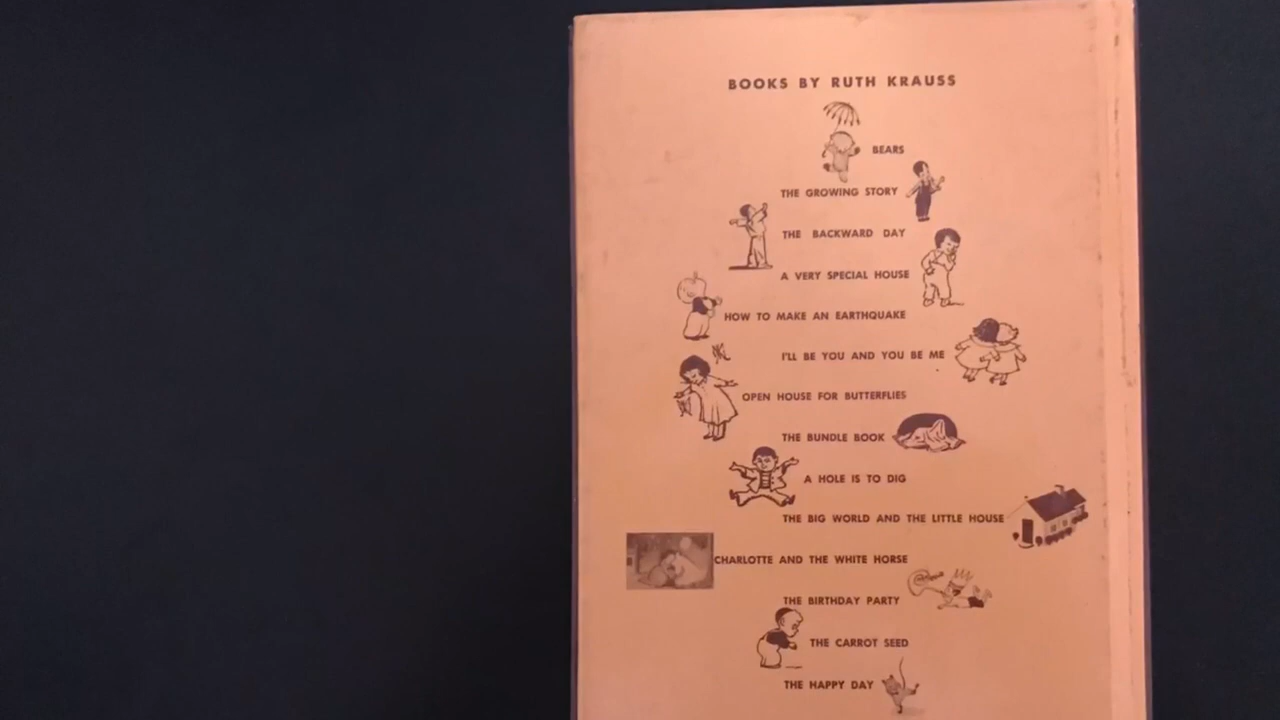 BOOKS BY RUTH KRAUSS
BEARS
THE GROWING STORY
THE BACKWARD DAY
A VERY SPECIAL HOUSE
HOW TO MAKE AN EARTHQUAKE
I'LL BE YOU AND YOU BE ME
OPEN HOUSE FOR BUTTERFLIES
THE BUNDLE BOOK
A HOLE IS TO DIG
THE BIG WORLD AND THE LITTLE HOUSE
CHARLOTTE AND THE WHITE HORSE
THE BIRTHDAY PARTY
THE CARROT SEED
THE HAPPY DAY